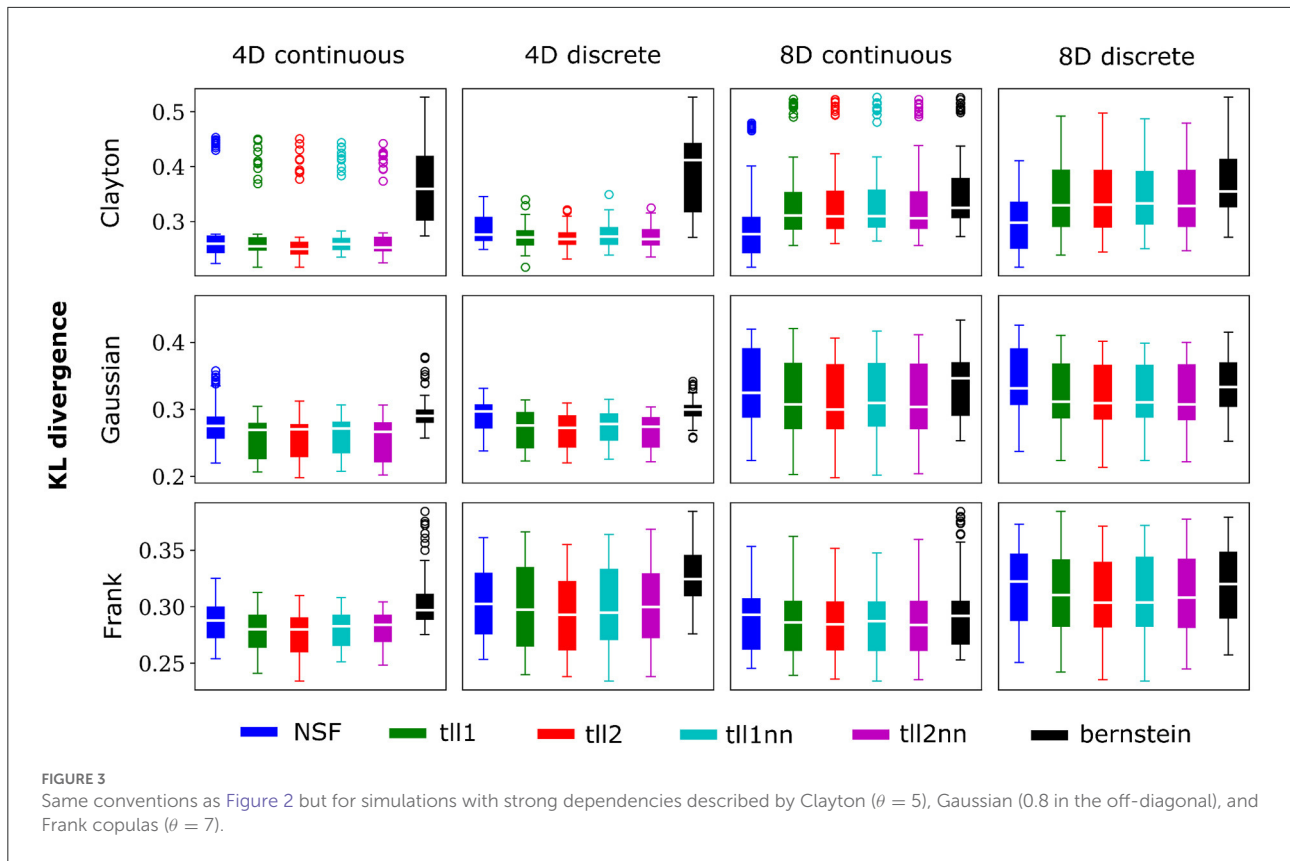 4D continuous 4D discrete 8D continuous 8D discrete
KL divergence
Clayton
0.5
0.4
0.3
Gaussian
0.4
0.3
0.2
Frank
0.35
0.30
0.25
NSF tll1 tll2 tll1nn tll2nn bernstein
FIGURE 3
Same conventions as Figure 2 but for simulations with strong dependencies described by Clayton (θ = 5), Gaussian (0.8 in the off-diagonal), and
Frank copulas (θ = 7).